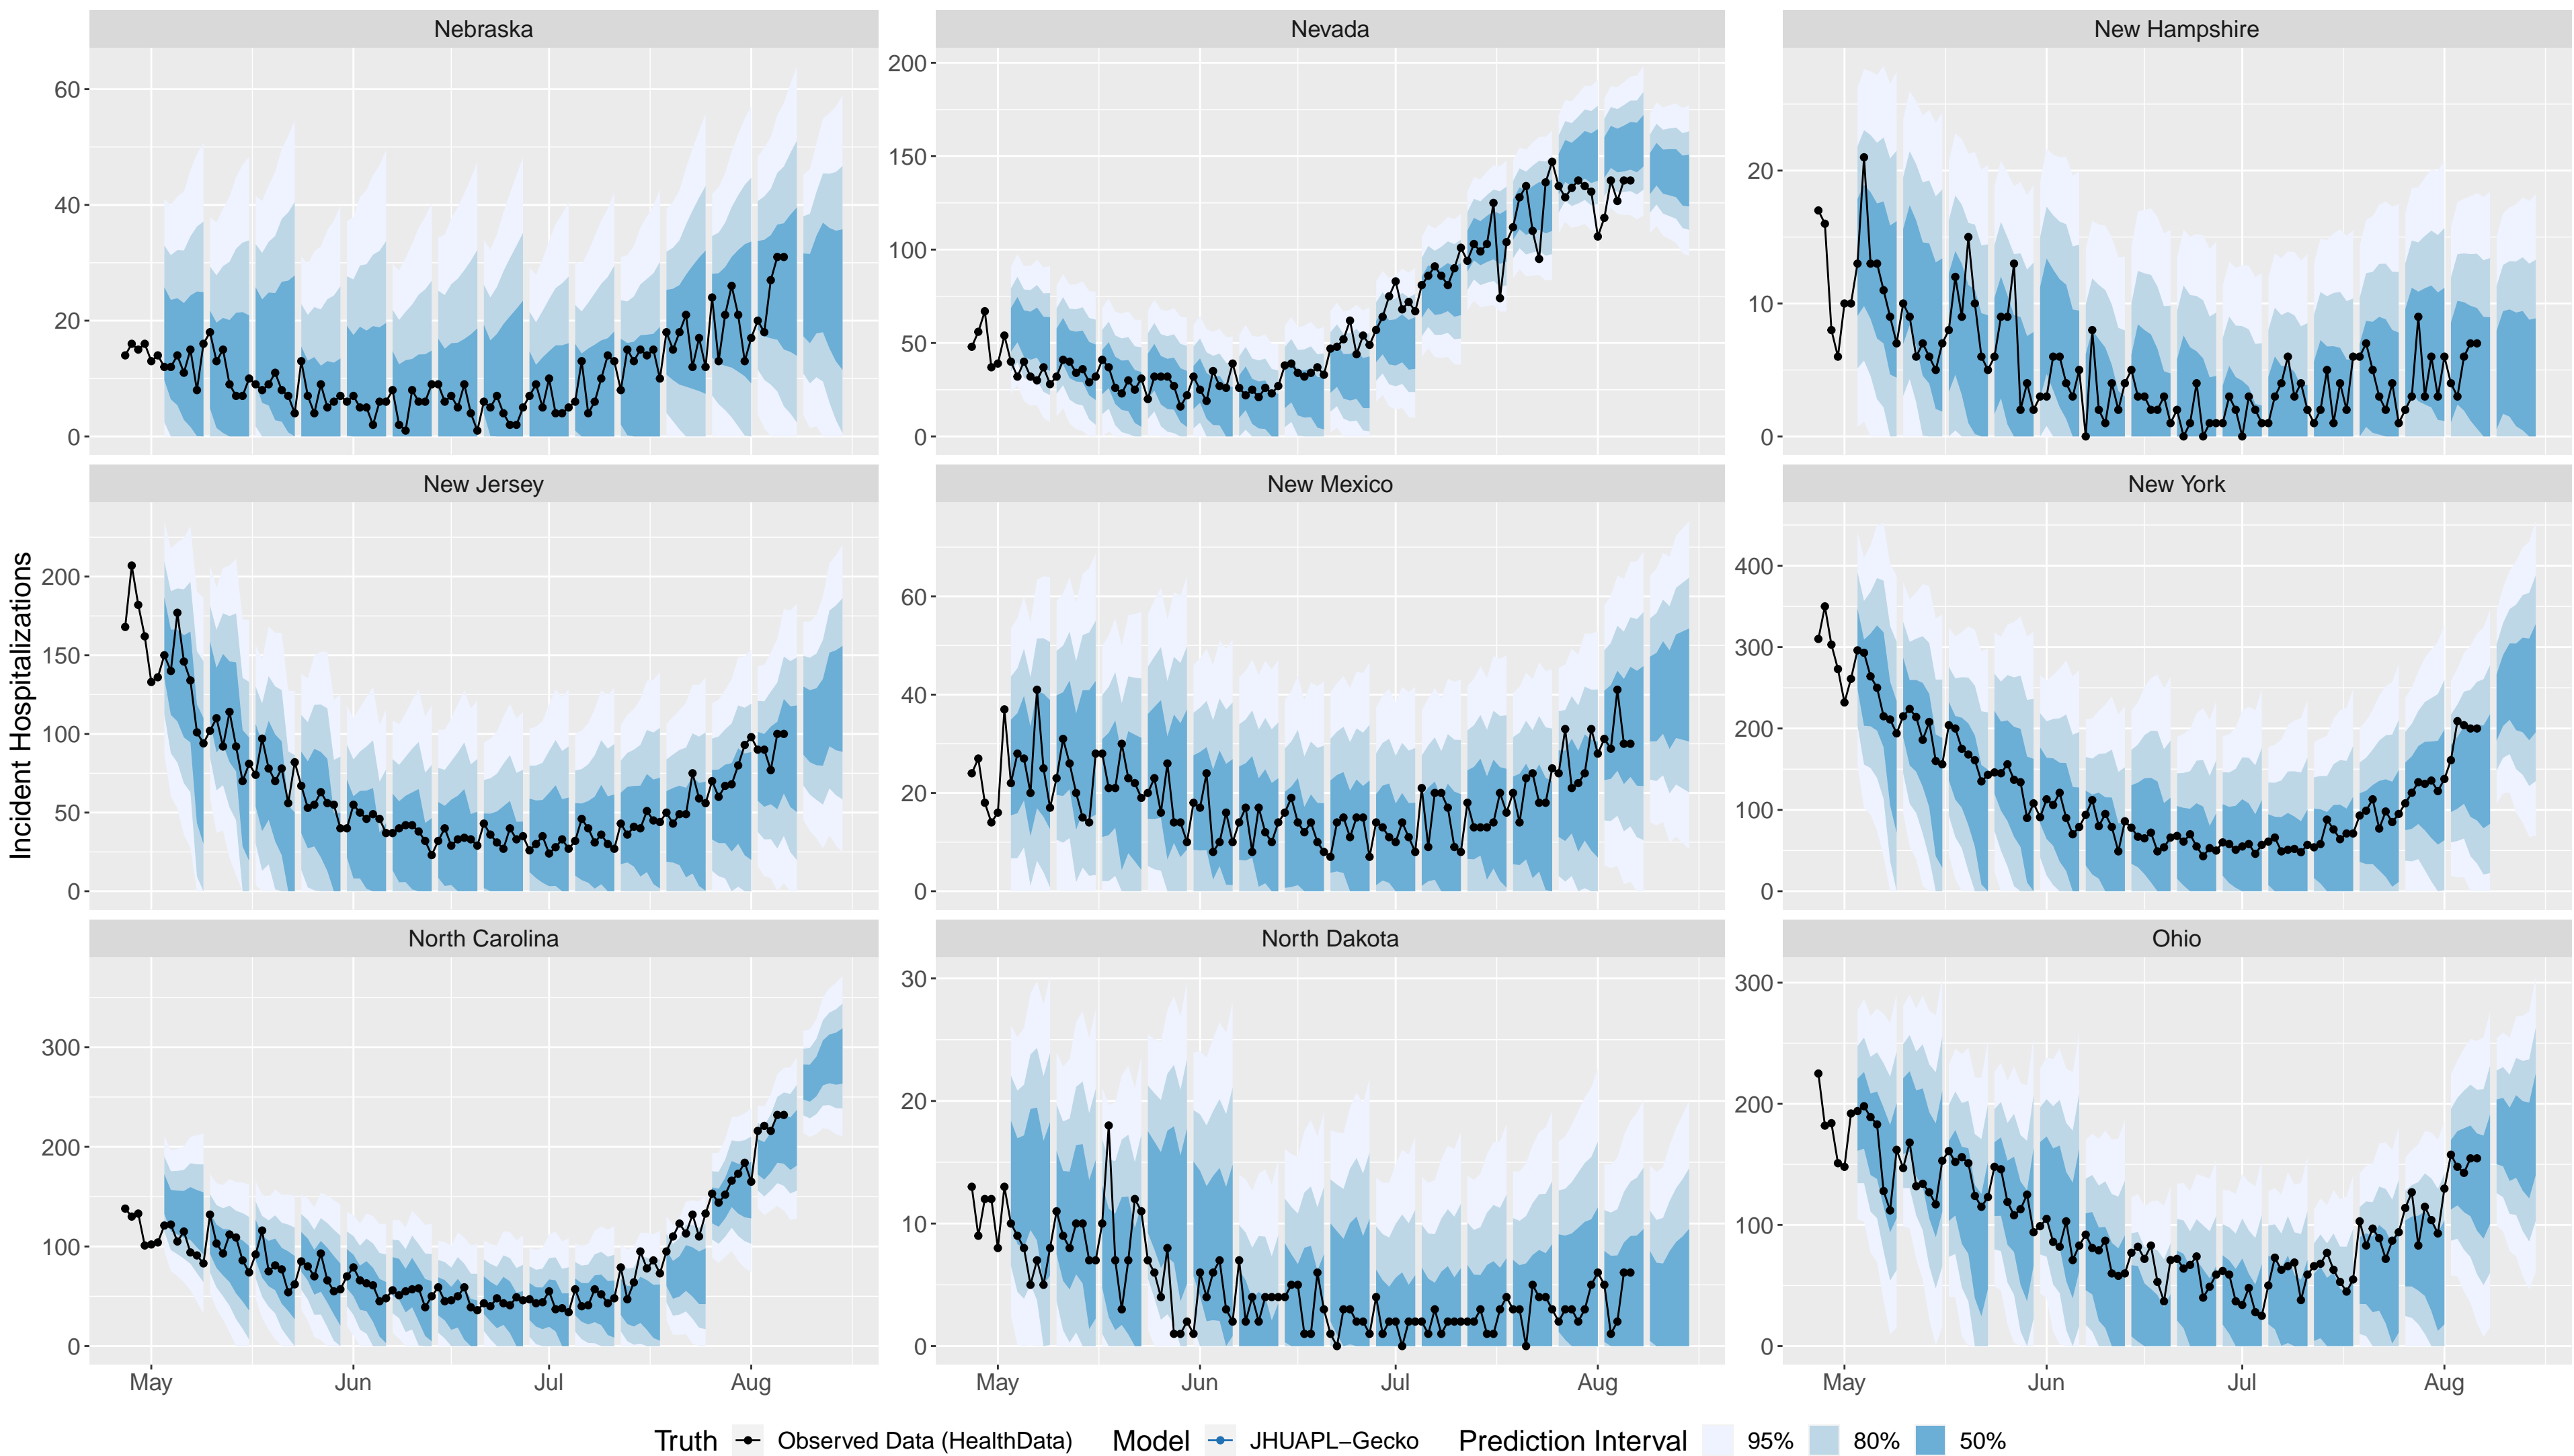 Nebraska
Nevada
New Hampshire
60
40
20
0
200
150
100
50
0
20
10
0
New Jersey
New Mexico
New York
Incident Hospitalizations
200
150
100
50
0
60
40
20
0
400
300
200
100
0
North Carolina
North Dakota
Ohio
300
200
100
0
30
20
10
0
300
200
100
0
May Jun Jul Aug
May Jun Jul Aug
May Jun Jul Aug
Truth Observed Data (HealthData) Model JHUAPL−Gecko Prediction Interval 95% 80% 50%